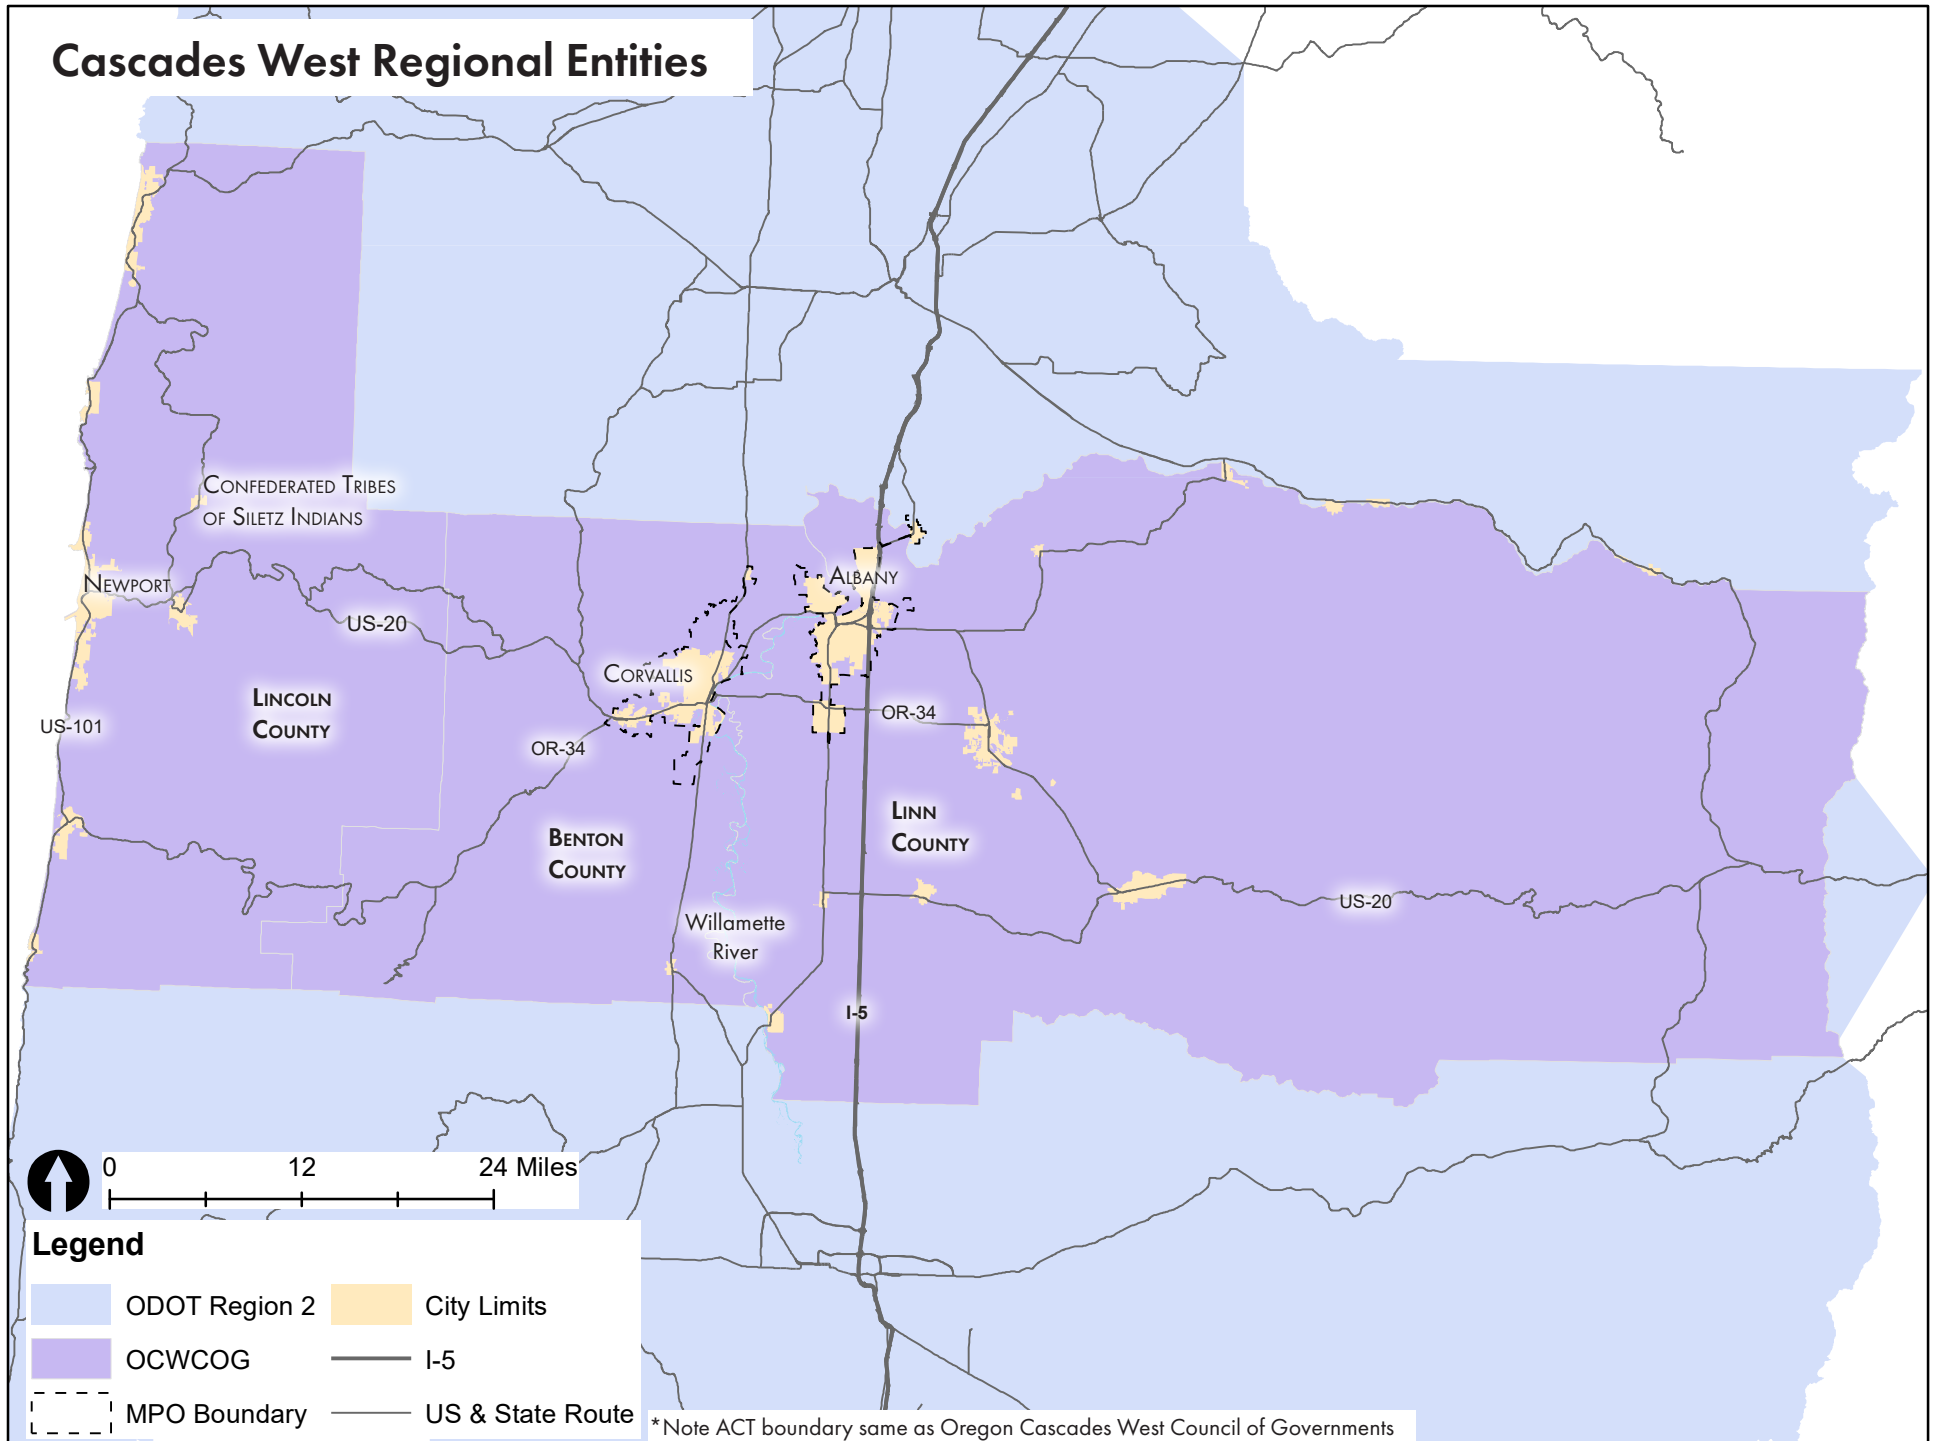 Cascades West Regional Entities
Confederated Tribes
of Siletz Indians
Newport
Albany
US-20
Corvallis
Lincoln
County
US-101
OR-34
OR-34
Linn
County
Benton
County
US-20
Willamette
River
I-5
0 12 24 Miles
Legend
ODOT Region 2 City Limits
OCWCOG I-5
MPO Boundary US & State Route
*Note ACT boundary same as Oregon Cascades West Council of Governments